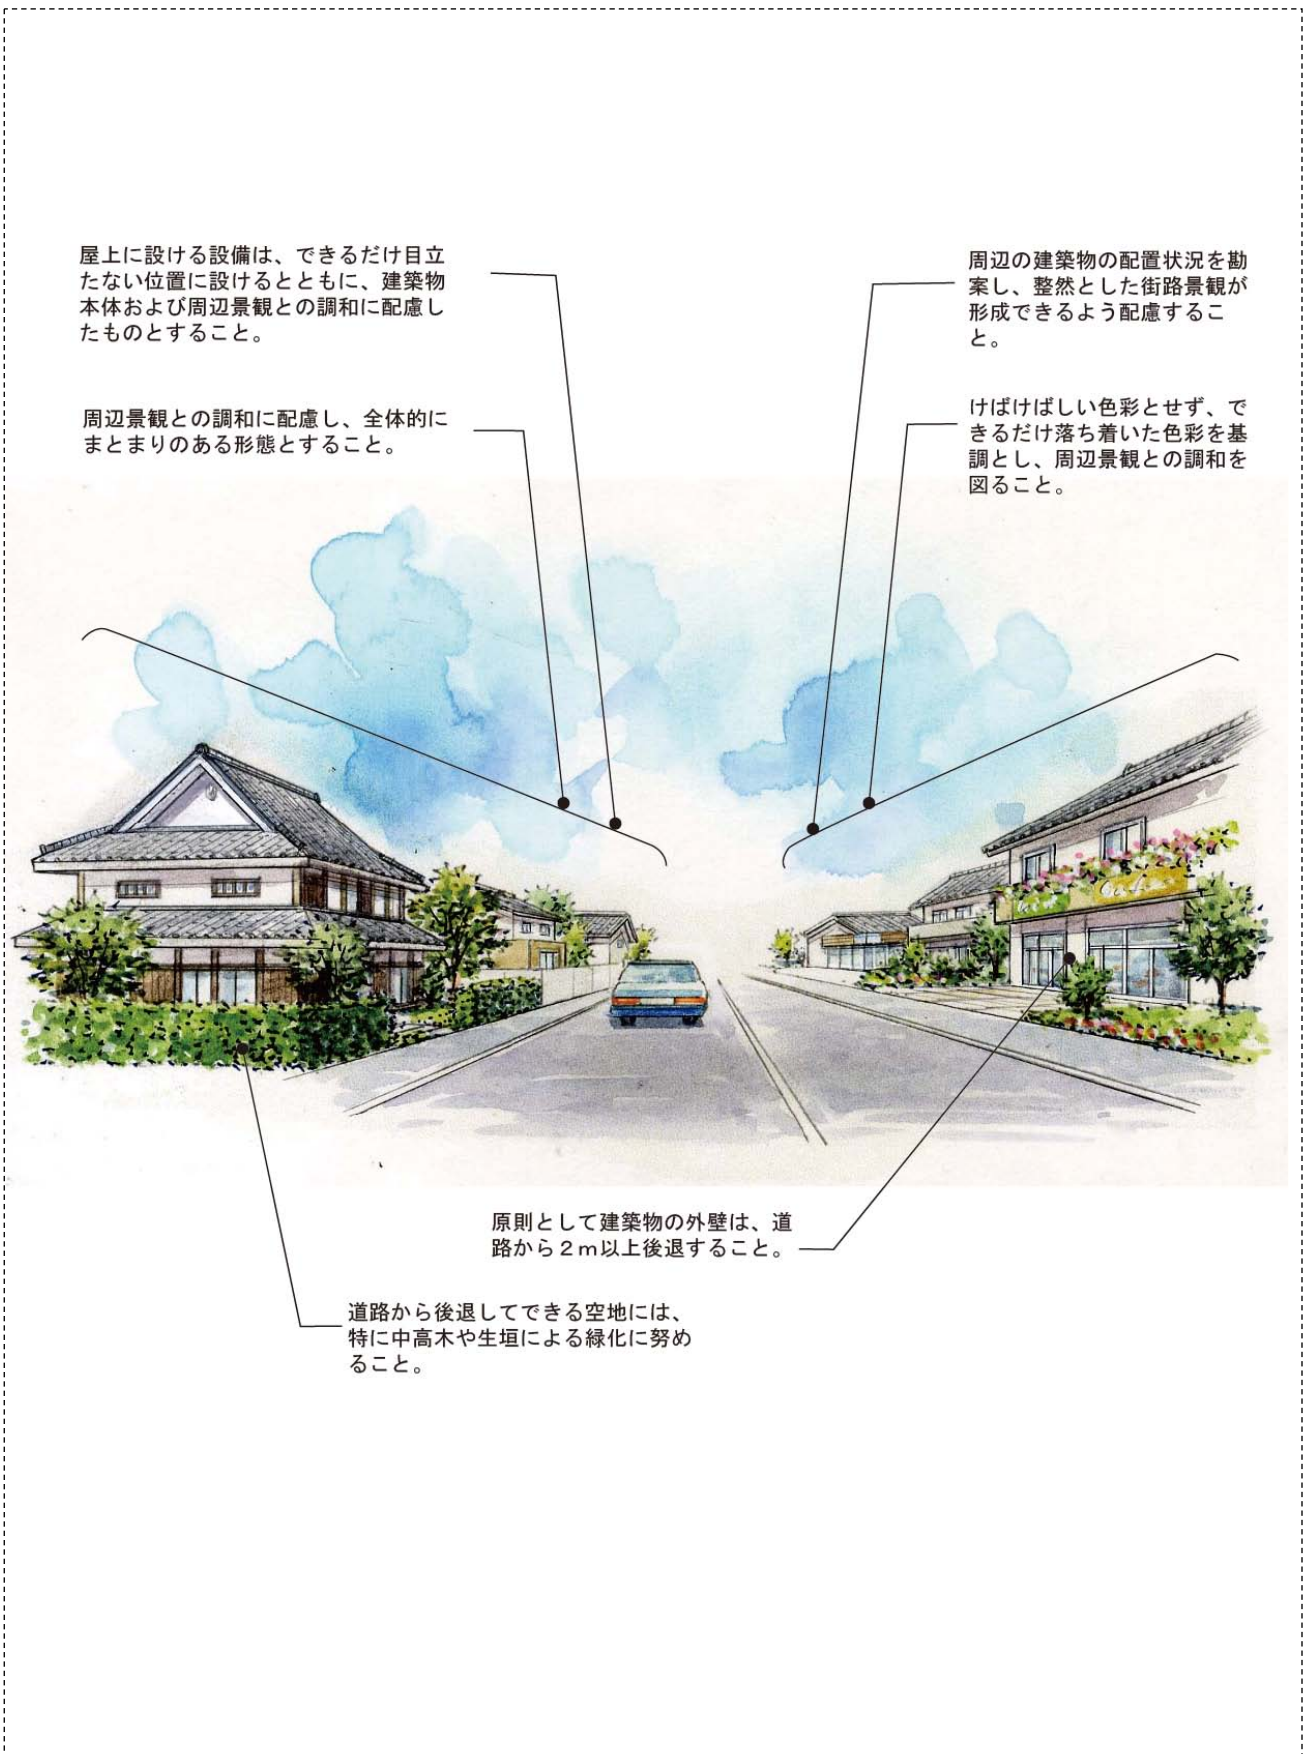 屋上に設ける設備は、できるだけ目立
たない位置に設けるとともに、建築物
本体および周辺景観との調和に配慮し
たものとすること。
周辺景観との調和に配慮し、全体的に
まとまりのある形態とすること。
周辺の建築物の配置状況を勘
案し、整然とした街路景観が
形成できるよう配慮するこ
と。
けばけばしい色彩とせず、で
きるだけ落ち着いた色彩を基
調とし、周辺景観との調和を
図ること。
原則として建築物の外壁は、道
路から２ｍ以上後退すること。
道路から後退してできる空地には、
特に中高木や生垣による緑化に努め
ること。